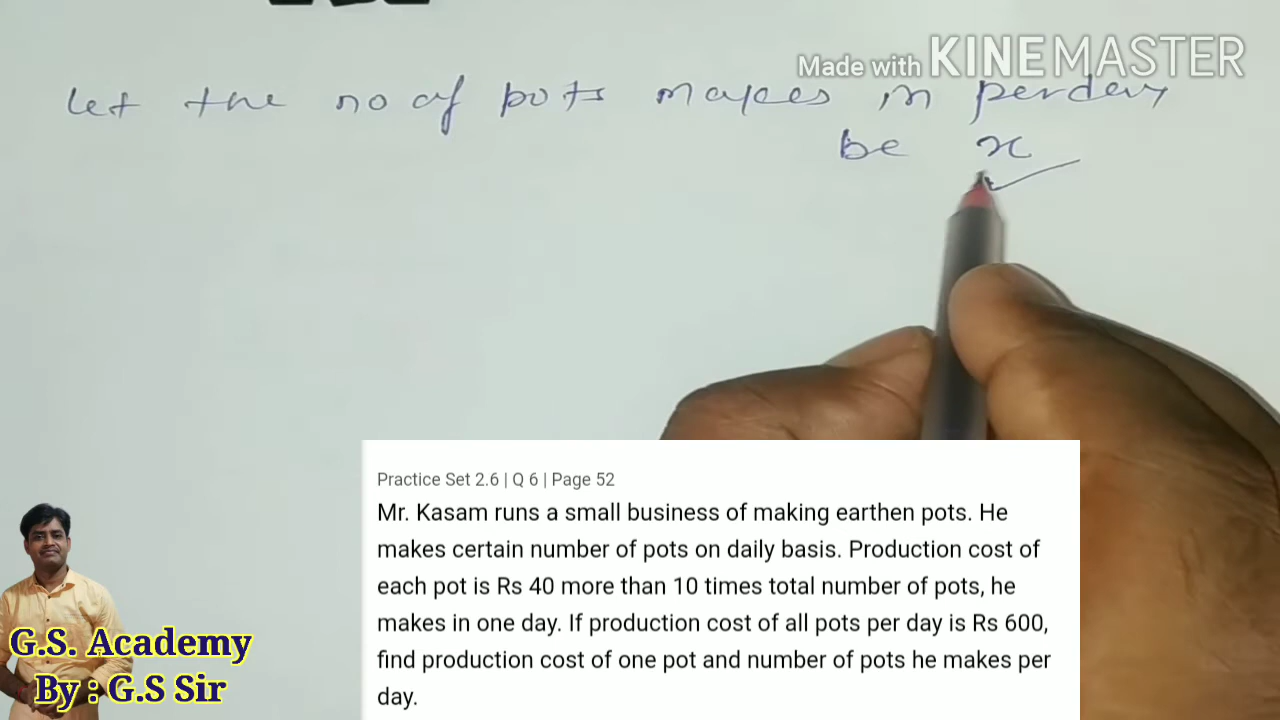 Made with KINEMASTER
Let the no of pots makes in per day
be x
Practice Set 2.6 | Q 6 | Page 52
Mr. Kasam runs a small business of making earthen pots. He
makes certain number of pots on daily basis. Production cost of
each pot is Rs 40 more than 10 times total number of pots, he
makes in one day. If production cost of all pots per day is Rs 600,
find production cost of one pot and number of pots he makes per
day.
G.S. Academy
By : G.S Sir